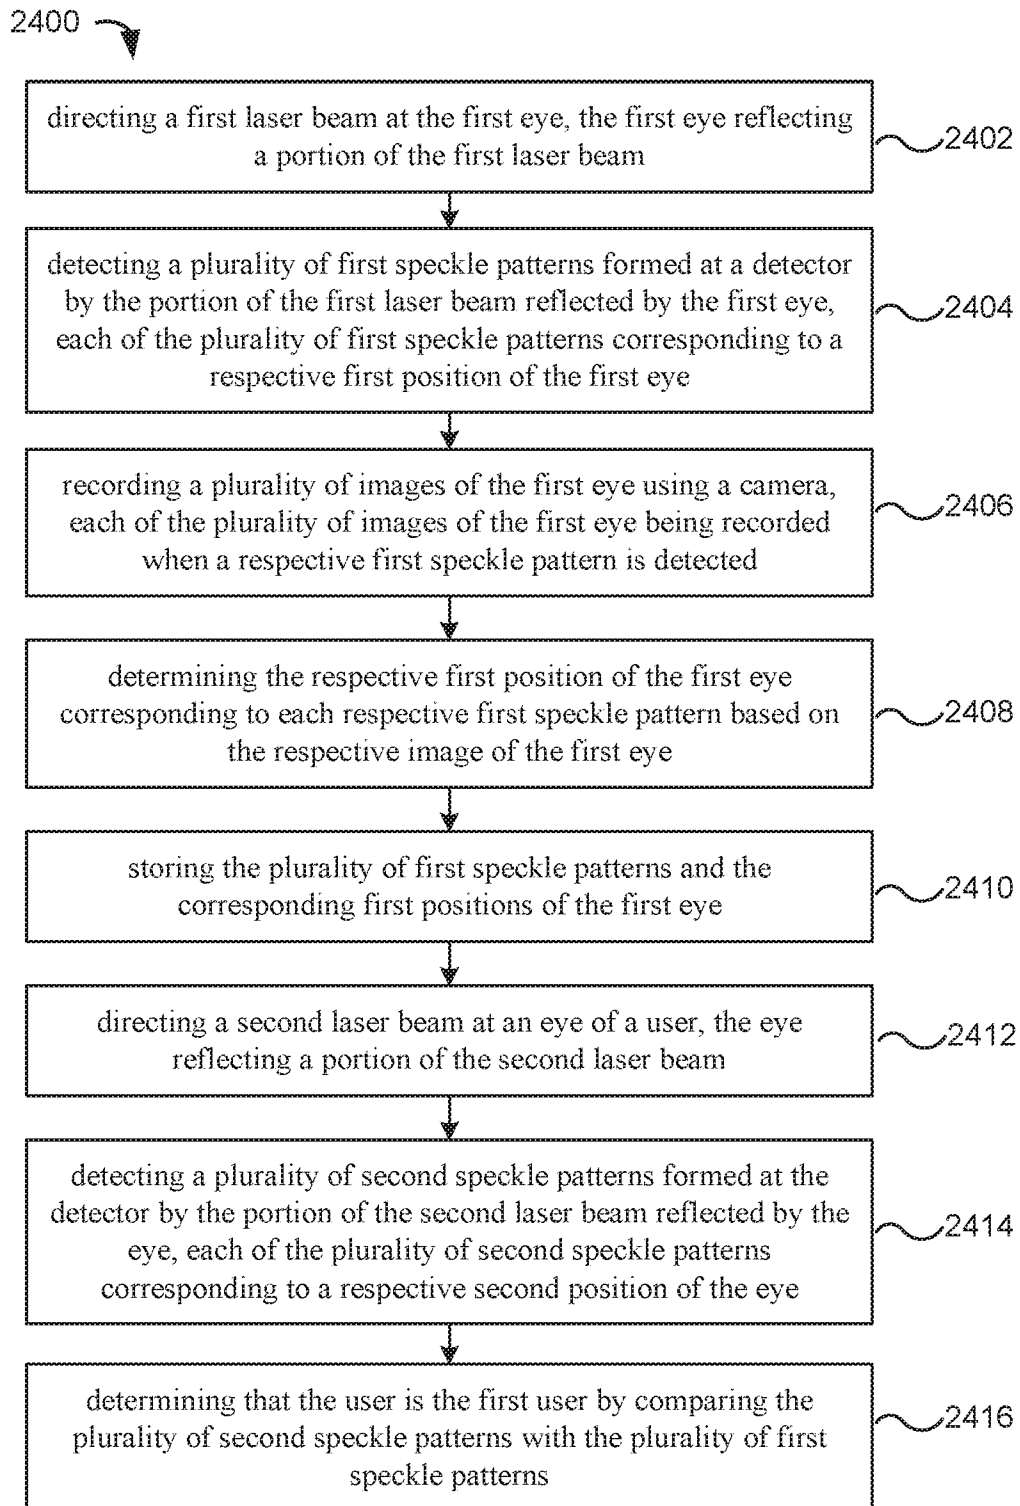 2400
directing a first laser beam at the first eye, the first eye reflecting
a portion of the first laser beam
2402
detecting a plurality of first speckle patterns formed at a detector
by the portion of the first laser beam reflected by the first eye,
each of the plurality of first speckle patterns corresponding to a
respective first position of the first eye
2404
recording a plurality of images of the first eye using a camera,
each of the plurality of images of the first eye being recorded
when a respective first speckle pattern is detected
2406
determining the respective first position of the first eye
corresponding to each respective first speckle pattern based on
the respective image of the first eye
2408
storing the plurality of first speckle patterns and the
corresponding first positions of the first eye
2410
directing a second laser beam at an eye of a user, the eye
reflecting a portion of the second laser beam
2412
detecting a plurality of second speckle patterns formed at the
detector by the portion of the second laser beam reflected by the
eye, each of the plurality of second speckle patterns
corresponding to a respective second position of the eye
2414
determining that the user is the first user by comparing the
plurality of second speckle patterns with the plurality of first
speckle patterns
2416